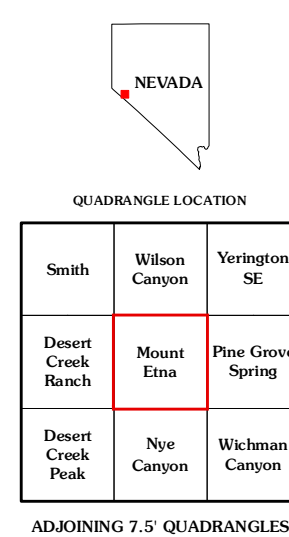 NEVADA
QUADRANGLE LOCATION
Smith
Wilson
Canyon
Yerington
SE
Desert
Creek
Ranch
Mount
Etna
Pine Grove
Spring
Desert
Creek
Peak
Nye
Canyon
Wichman
Canyon
ADJOINING 7.5' QUADRANGLES